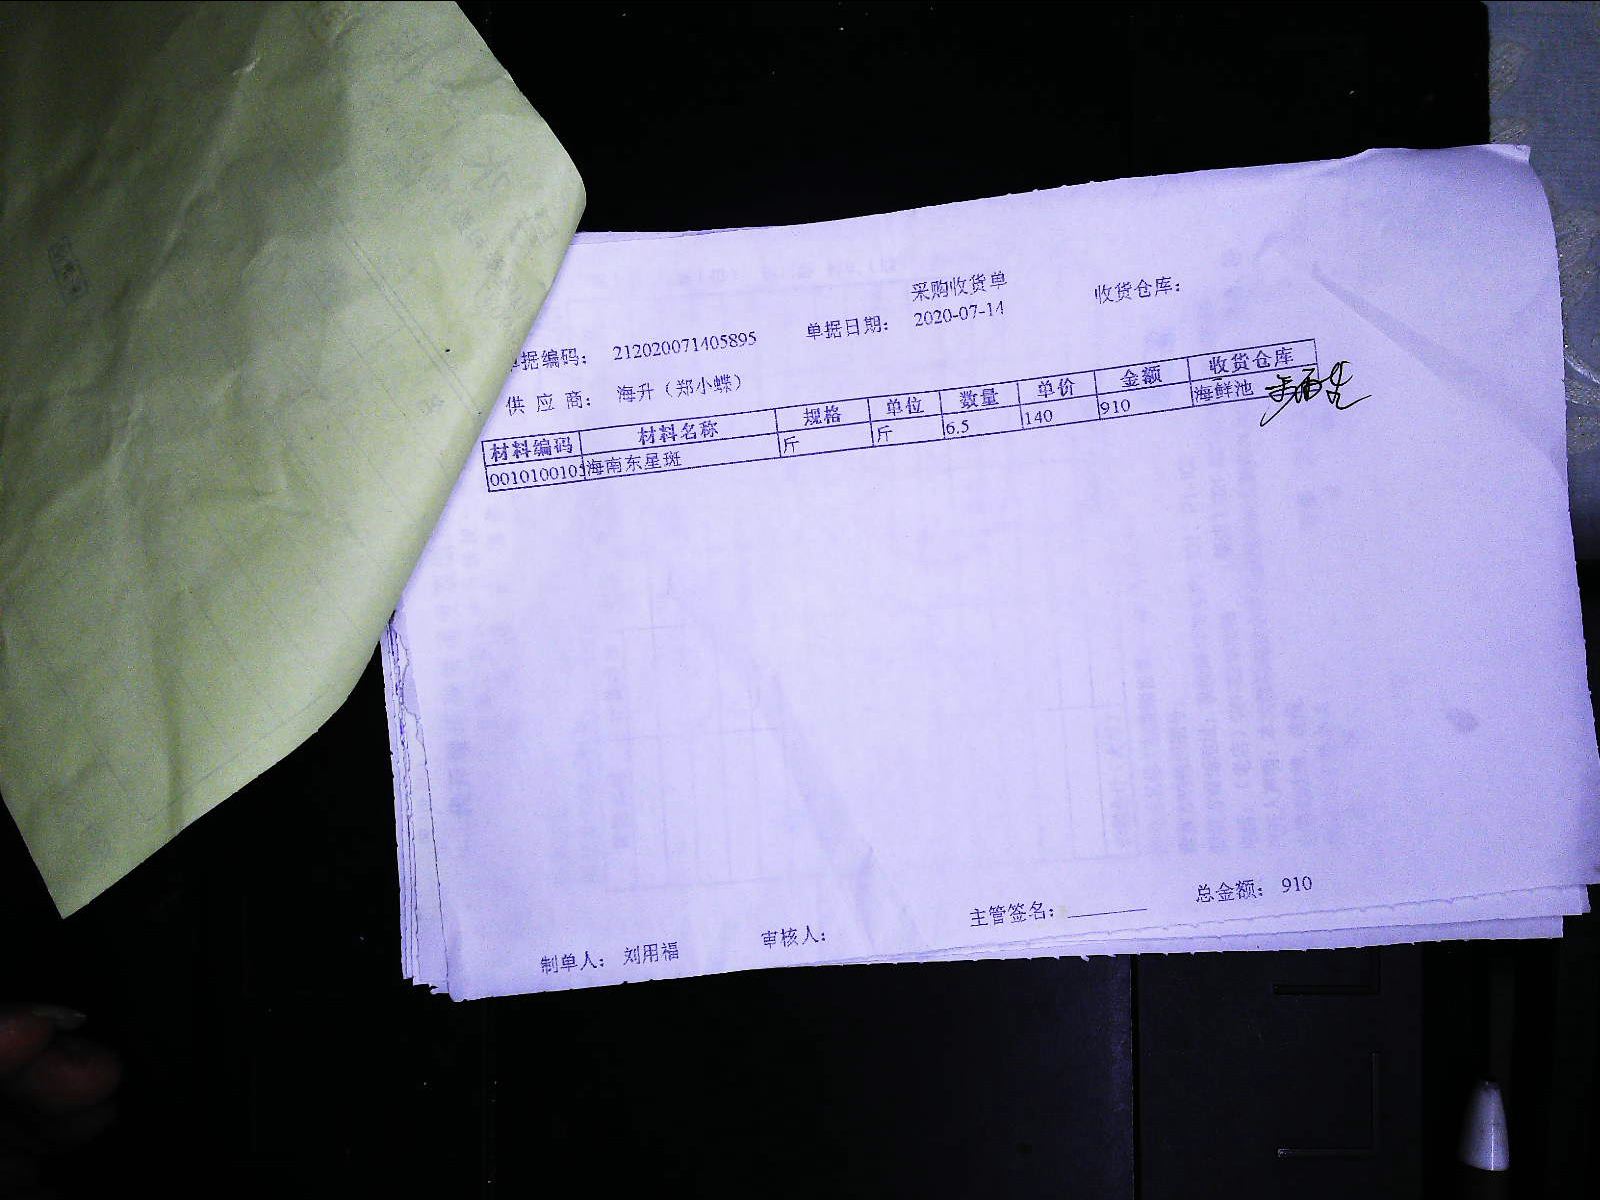 采购收货单
据编码： 212020071405895 单据日期： 2020-07-14 收货仓库：
供 应 商： 海升（郑小蝶）
材料编码 材料名称 规格 单位 数量 单价 金额 收货仓库
0010100105 海南东星斑 斤 斤 6.5 140 910 海鲜池
制单人： 刘用福 审核人： 主管签名： 总金额： 910